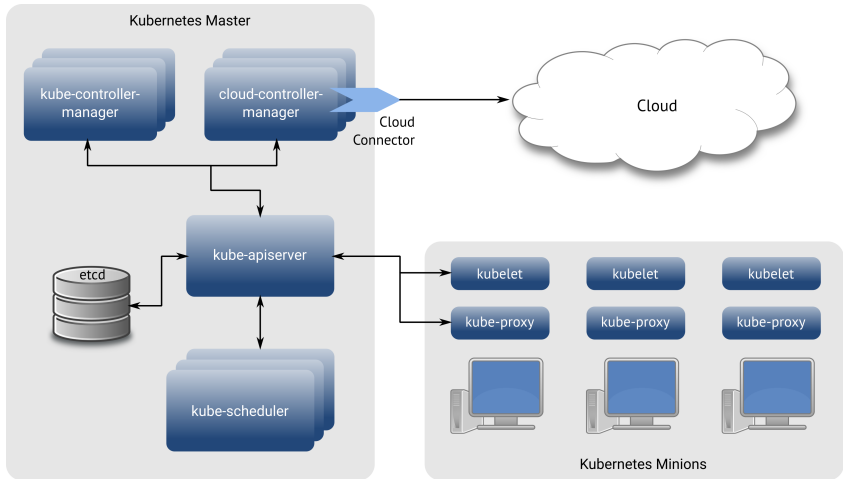 Kubernetes Master
kube-controller-
manager
cloud-controller-
manager
Cloud
Connector
Cloud
kube-apiserver
etcd
kube-scheduler
kubelet
kubelet
kubelet
kube-proxy
kube-proxy
kube-proxy
Kubernetes Minions